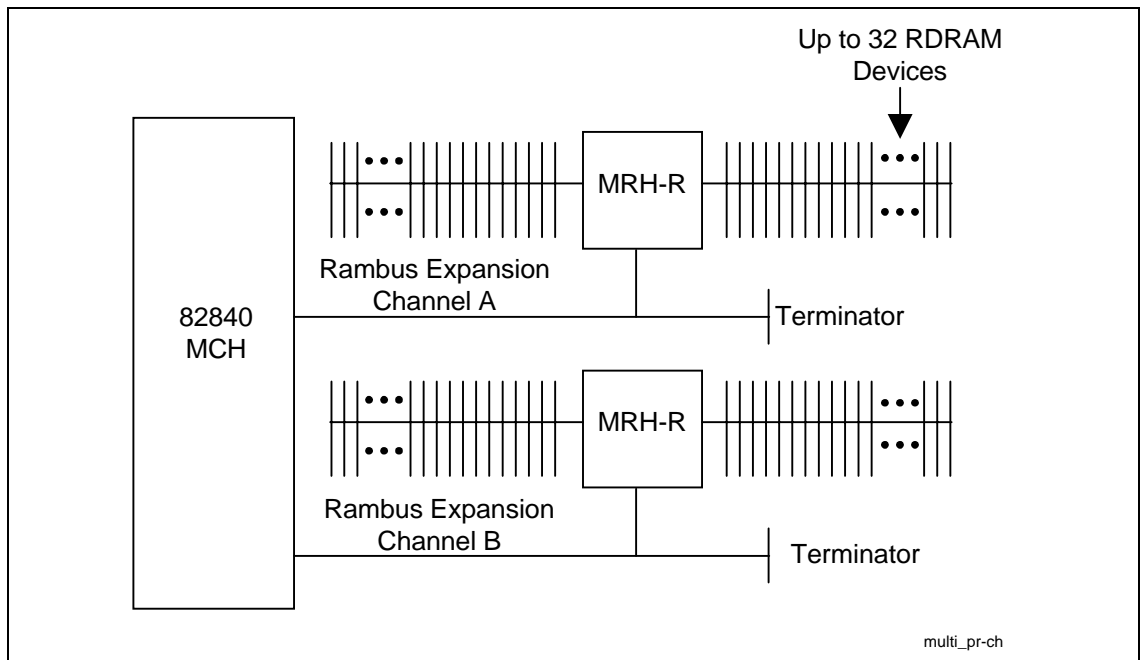 Up to 32 RDRAM
Devices
MRH-R
Rambus Expansion
Channel A
82840
MCH
Terminator
MRH-R
Rambus Expansion
Channel B
Terminator
multi_pr-ch